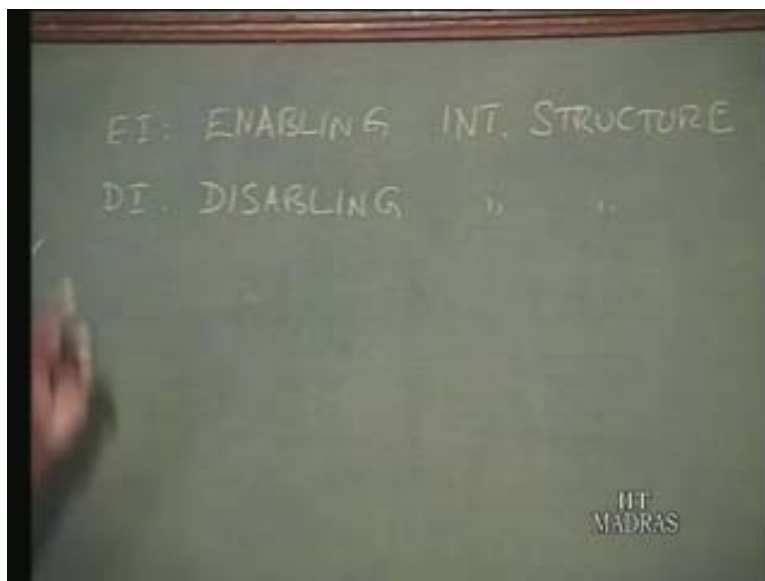 EI: ENABLING INT. STRUCTURE
DI. DISABLING " "
IIT
MADRAS